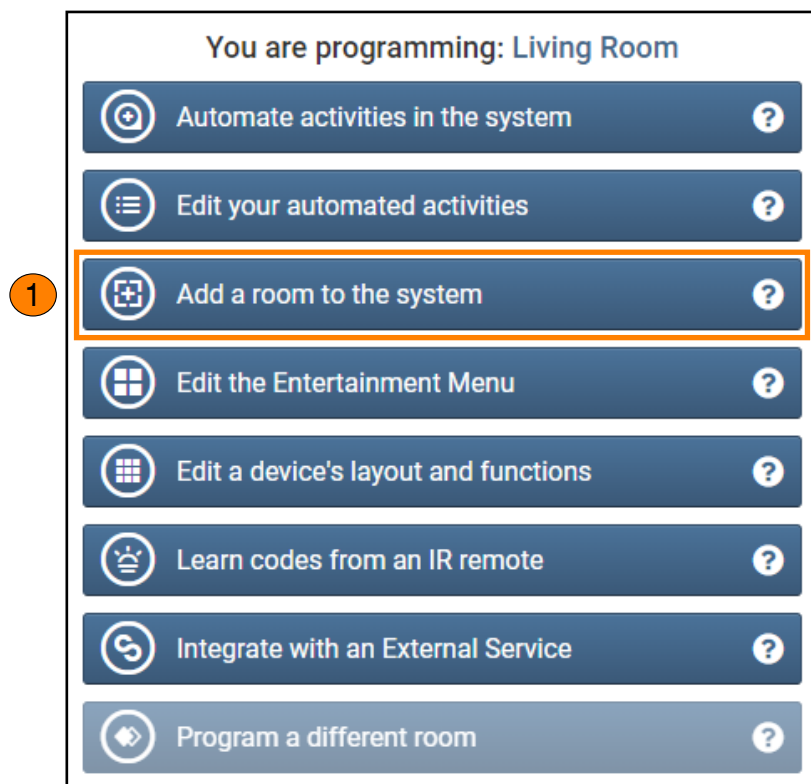 You are programming: Living Room
Automate activities in the system ?
Edit your automated activities ?
1 Add a room to the system ?
Edit the Entertainment Menu ?
Edit a device's layout and functions ?
Learn codes from an IR remote ?
Integrate with an External Service ?
Program a different room ?